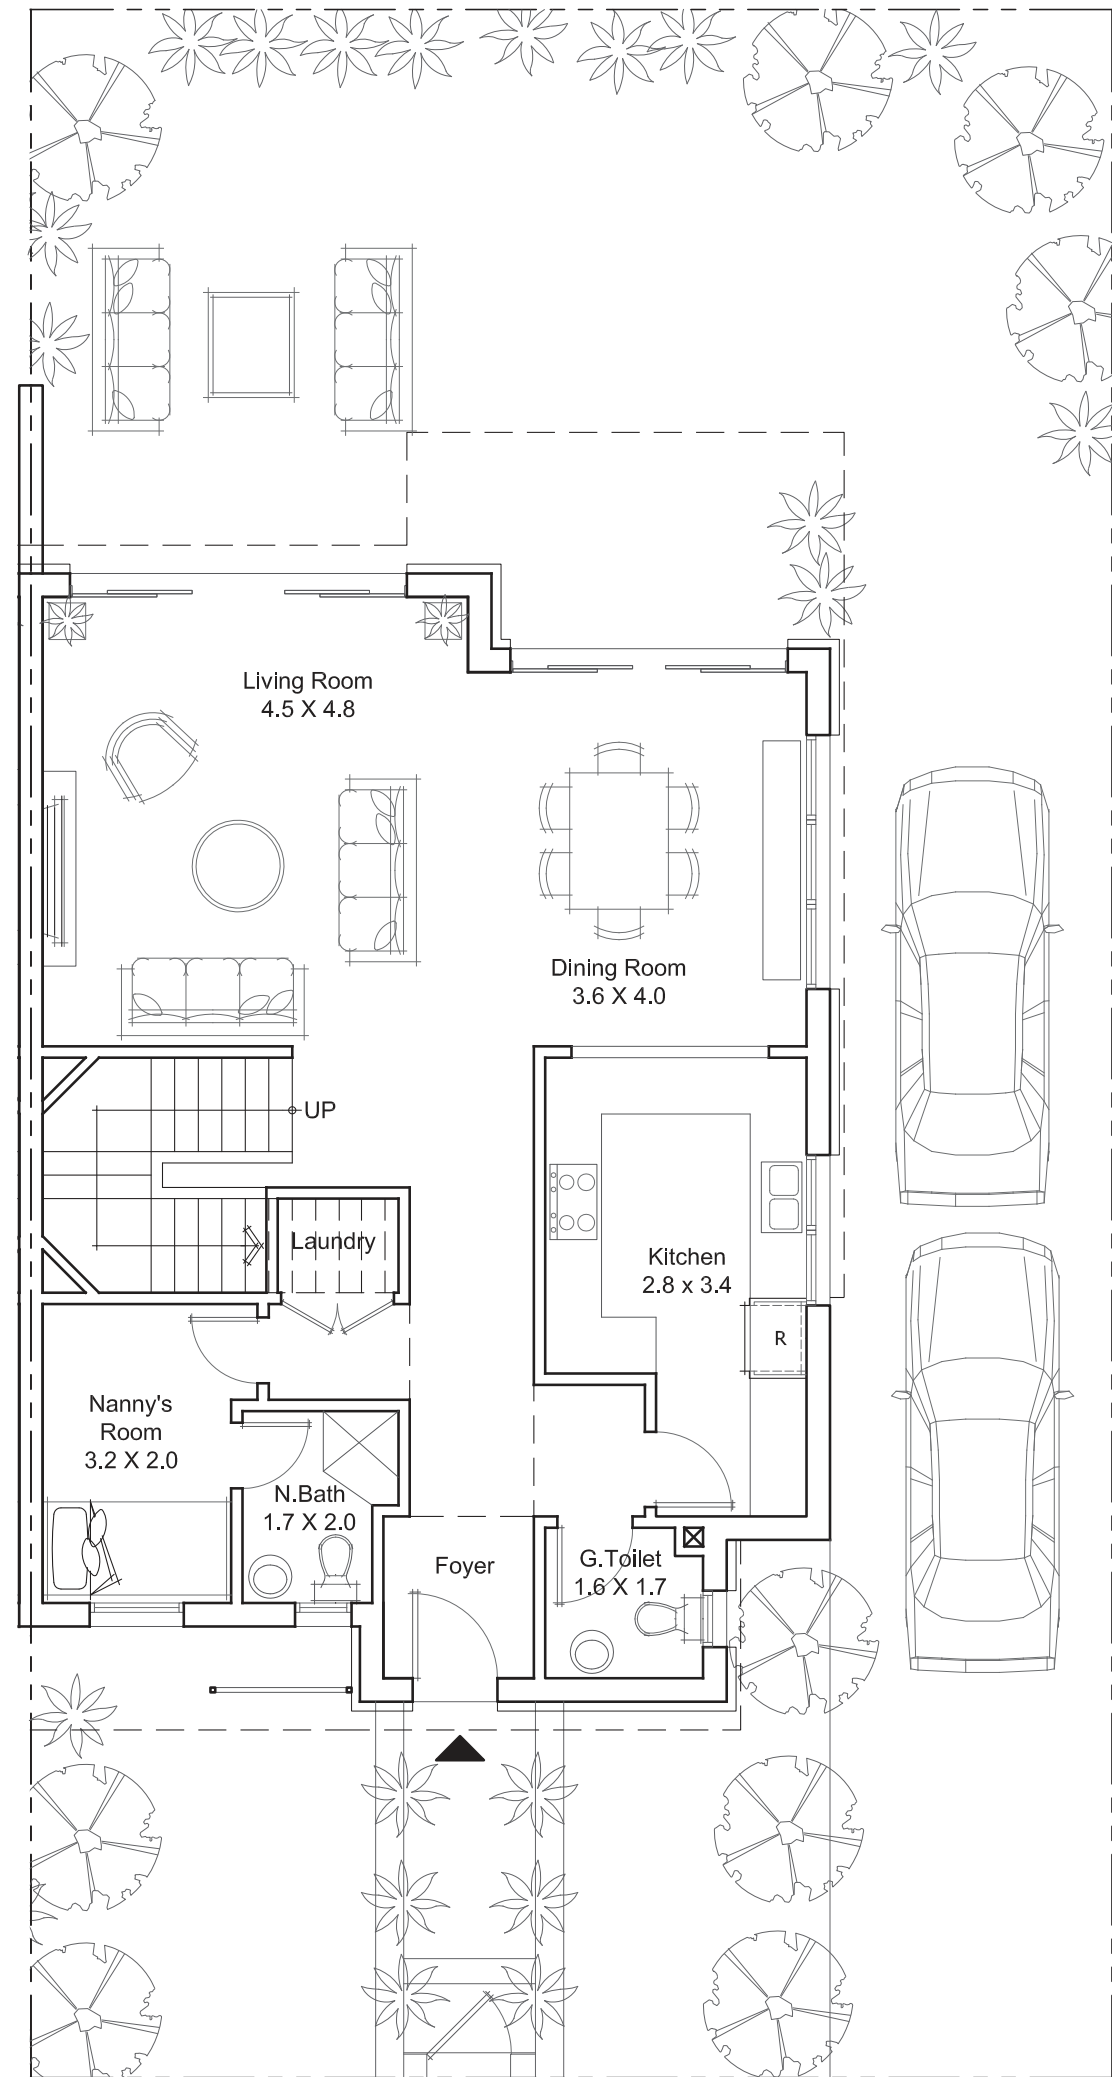 Living Room
4.5 X 4.8
Dining Room
3.6 X 4.0
UP
Laundry
Kitchen
2.8 x 3.4
R
Nanny's
Room
3.2 X 2.0
N.Bath
1.7 X 2.0
Foyer
G.Toilet
1.6 X 1.7